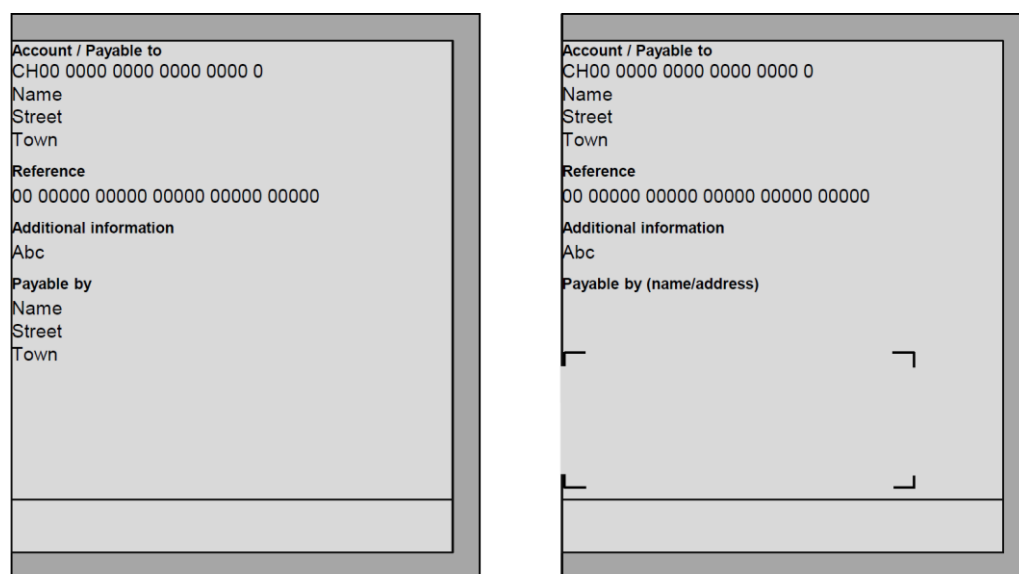 Account / Payable to
CH00 0000 0000 0000 0000 0
Name
Street
Town
Reference
00 00000 00000 00000 00000 00000
Additional information
Abc
Payable by
Name
Street
Town
Account / Payable to
CH00 0000 0000 0000 0000 0
Name
Street
Town
Reference
00 00000 00000 00000 00000 00000
Additional information
Abc
Payable by (name/address)